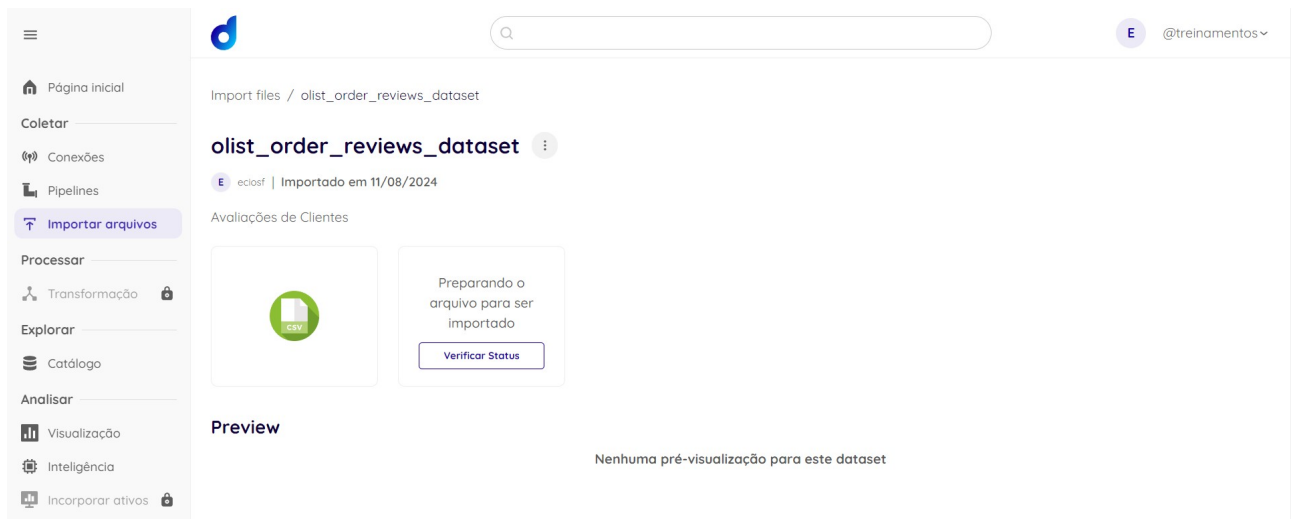 E @treinamentos
Página inicial
Coletar
Conexões
Pipelines
Importar arquivos
Processar
Transformação
Explorar
Catálogo
Analisar
Visualização
Inteligência
Incorporar ativos
Import files / olist_order_reviews_dataset
olist_order_reviews_dataset
E eciosf | Importado em 11/08/2024
Avaliações de Clientes
CSV
Preparando o
arquivo para ser
importado
Verificar Status
Preview
Nenhuma pré-visualização para este dataset